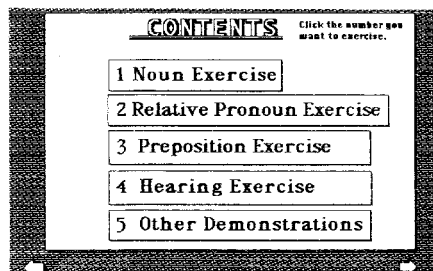 CONTENTS
Click the number you
want to exercise.
1 Noun Exercise
2 Relative Pronoun Exercise
3 Preposition Exercise
4 Hearing Exercise
5 Other Demonstrations